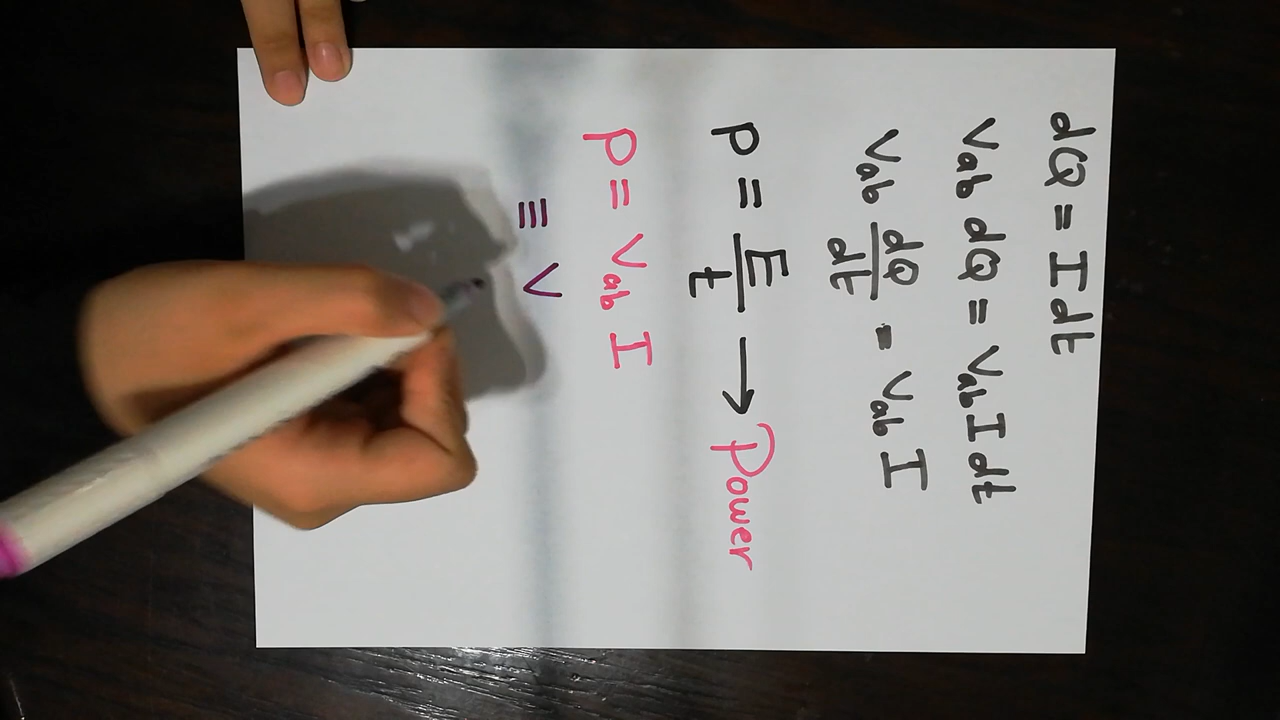 dQ = I dt
Vab dQ = Vab I dt
Vab dQ/dt = Vab I
P = E/t → Power
P = Vab I
≡ V